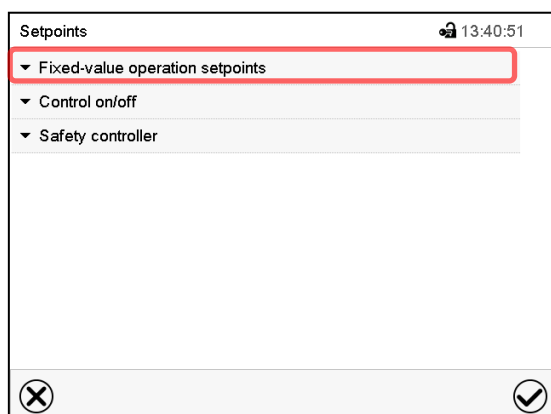 Setpoints 13:40:51
Fixed-value operation setpoints
Control on/off
Safety controller